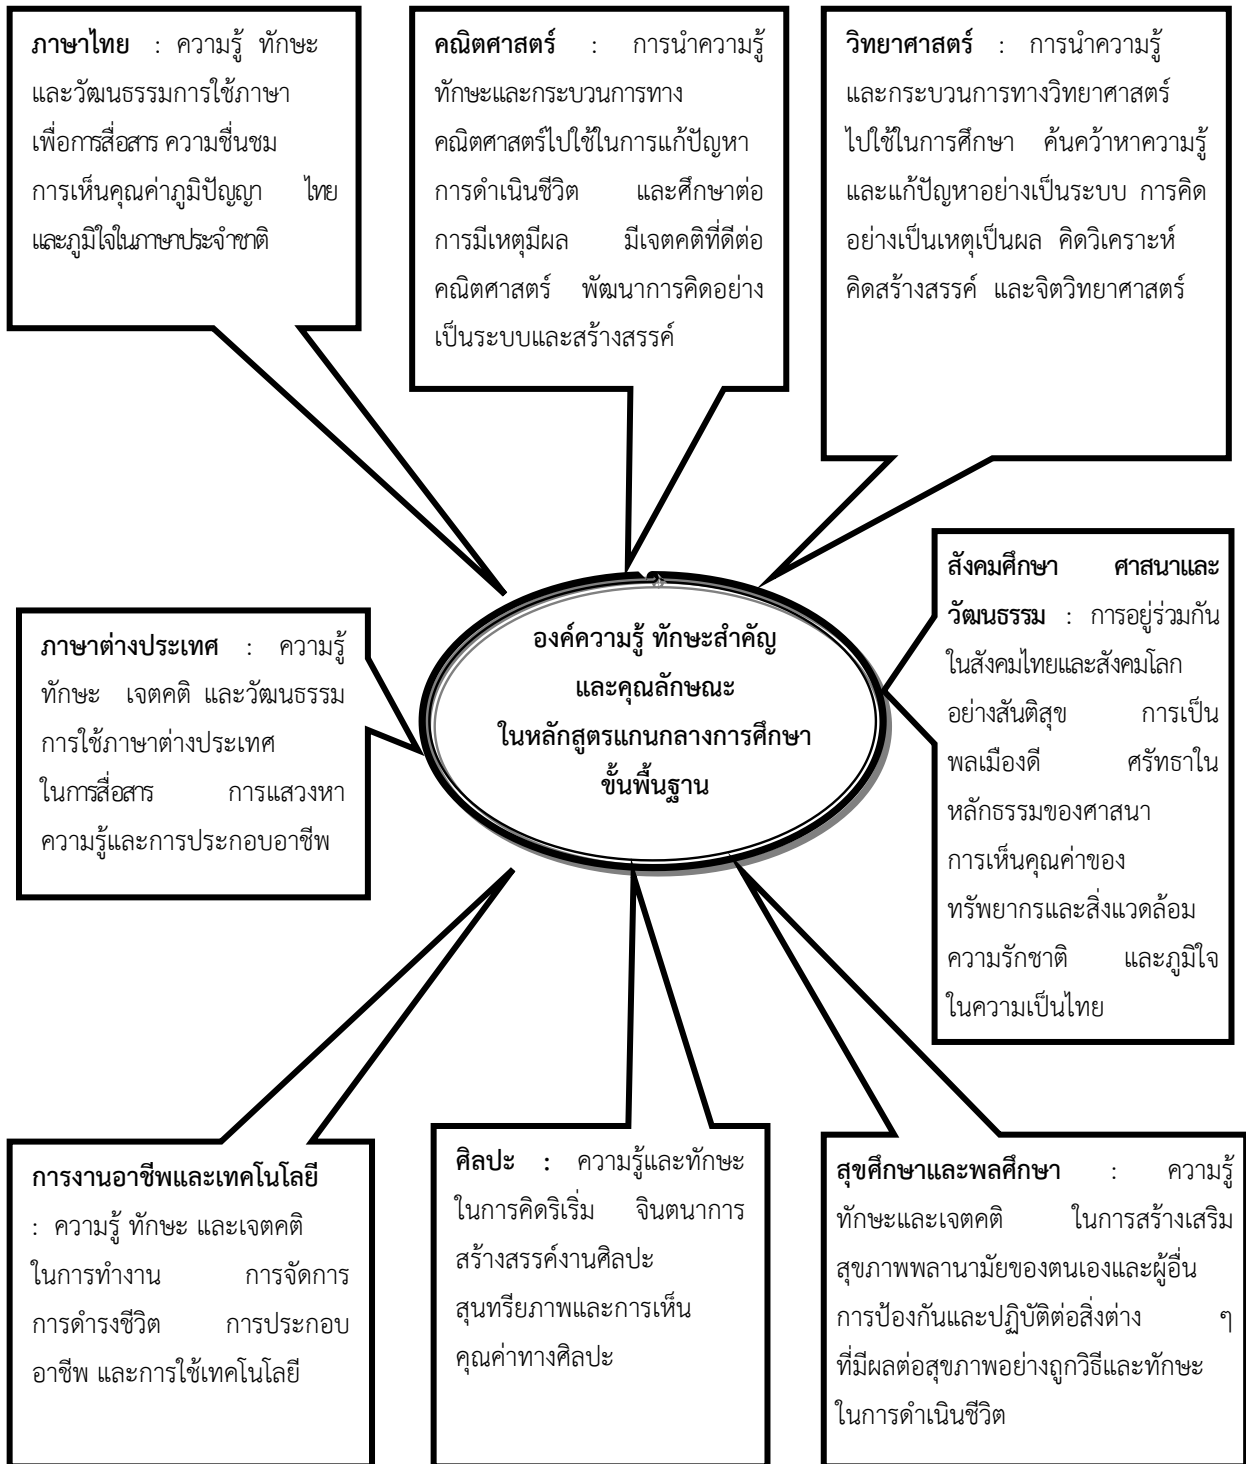 ภาษาไทย : ความรู้ ทักษะ
และวัฒนธรรมการใช้ภาษา
เพื่อการสื่อสาร ความชื่นชม
การเห็นคุณค่าภูมิปัญญา ไทย
และภูมิใจในภาษาประจำชาติ
คณิตศาสตร์ : การนำความรู้
ทักษะและกระบวนการทาง
คณิตศาสตร์ไปใช้ในการแก้ปัญหา
การดำเนินชีวิต และศึกษาต่อ
การมีเหตุมีผล มีเจตคติที่ดีต่อ
คณิตศาสตร์ พัฒนาการคิดอย่าง
เป็นระบบและสร้างสรรค์
วิทยาศาสตร์ : การนำความรู้
และกระบวนการทางวิทยาศาสตร์
ไปใช้ในการศึกษา ค้นคว้าหาความรู้
และแก้ปัญหาอย่างเป็นระบบ การคิด
อย่างเป็นเหตุเป็นผล คิดวิเคราะห์
คิดสร้างสรรค์ และจิตวิทยาศาสตร์
ภาษาต่างประเทศ : ความรู้
ทักษะ เจตคติ และวัฒนธรรม
การใช้ภาษาต่างประเทศ
ในการสื่อสาร การแสวงหา
ความรู้และการประกอบอาชีพ
องค์ความรู้ ทักษะสำคัญ
และคุณลักษณะ
ในหลักสูตรแกนกลางการศึกษา
ขั้นพื้นฐาน
สังคมศึกษา ศาสนาและ
วัฒนธรรม : การอยู่ร่วมกัน
ในสังคมไทยและสังคมโลก
อย่างสันติสุข การเป็น
พลเมืองดี ศรัทธาใน
หลักธรรมของศาสนา
การเห็นคุณค่าของ
ทรัพยากรและสิ่งแวดล้อม
ความรักชาติ และภูมิใจ
ในความเป็นไทย
การงานอาชีพและเทคโนโลยี
: ความรู้ ทักษะ และเจตคติ
ในการทำงาน การจัดการ
การดำรงชีวิต การประกอบ
อาชีพ และการใช้เทคโนโลยี
ศิลปะ : ความรู้และทักษะ
ในการคิดริเริ่ม จินตนาการ
สร้างสรรค์งานศิลปะ
สุนทรียภาพและการเห็น
คุณค่าทางศิลปะ
สุขศึกษาและพลศึกษา : ความรู้
ทักษะและเจตคติ ในการสร้างเสริม
สุขภาพพลานามัยของตนเองและผู้อื่น
การป้องกันและปฏิบัติต่อสิ่งต่าง ๆ
ที่มีผลต่อสุขภาพอย่างถูกวิธีและทักษะ
ในการดำเนินชีวิต